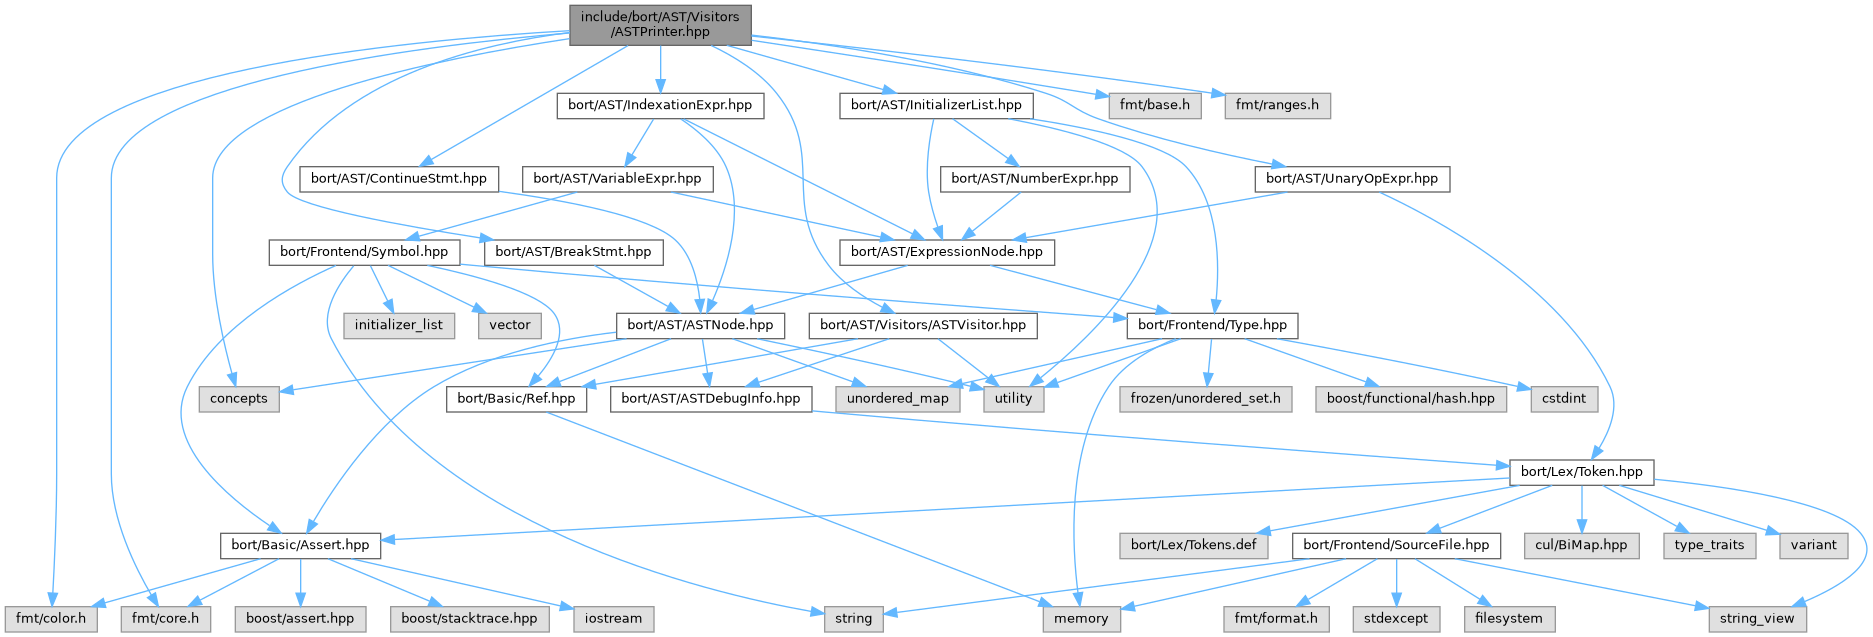 include/bort/AST/Visitors
/ASTPrinter.hpp
bort/AST/IndexationExpr.hpp
bort/AST/InitializerList.hpp
fmt/base.h
fmt/ranges.h
bort/AST/ContinueStmt.hpp
bort/AST/VariableExpr.hpp
bort/AST/NumberExpr.hpp
bort/AST/UnaryOpExpr.hpp
bort/Frontend/Symbol.hpp
bort/AST/BreakStmt.hpp
bort/AST/ExpressionNode.hpp
initializer_list
vector
bort/AST/ASTNode.hpp
bort/AST/Visitors/ASTVisitor.hpp
bort/Frontend/Type.hpp
concepts
bort/Basic/Ref.hpp
bort/AST/ASTDebugInfo.hpp
unordered_map
utility
frozen/unordered_set.h
boost/functional/hash.hpp
cstdint
bort/Lex/Token.hpp
bort/Basic/Assert.hpp
bort/Lex/Tokens.def
bort/Frontend/SourceFile.hpp
cul/BiMap.hpp
type_traits
variant
fmt/color.h
fmt/core.h
boost/assert.hpp
boost/stacktrace.hpp
iostream
string
memory
fmt/format.h
stdexcept
filesystem
string_view